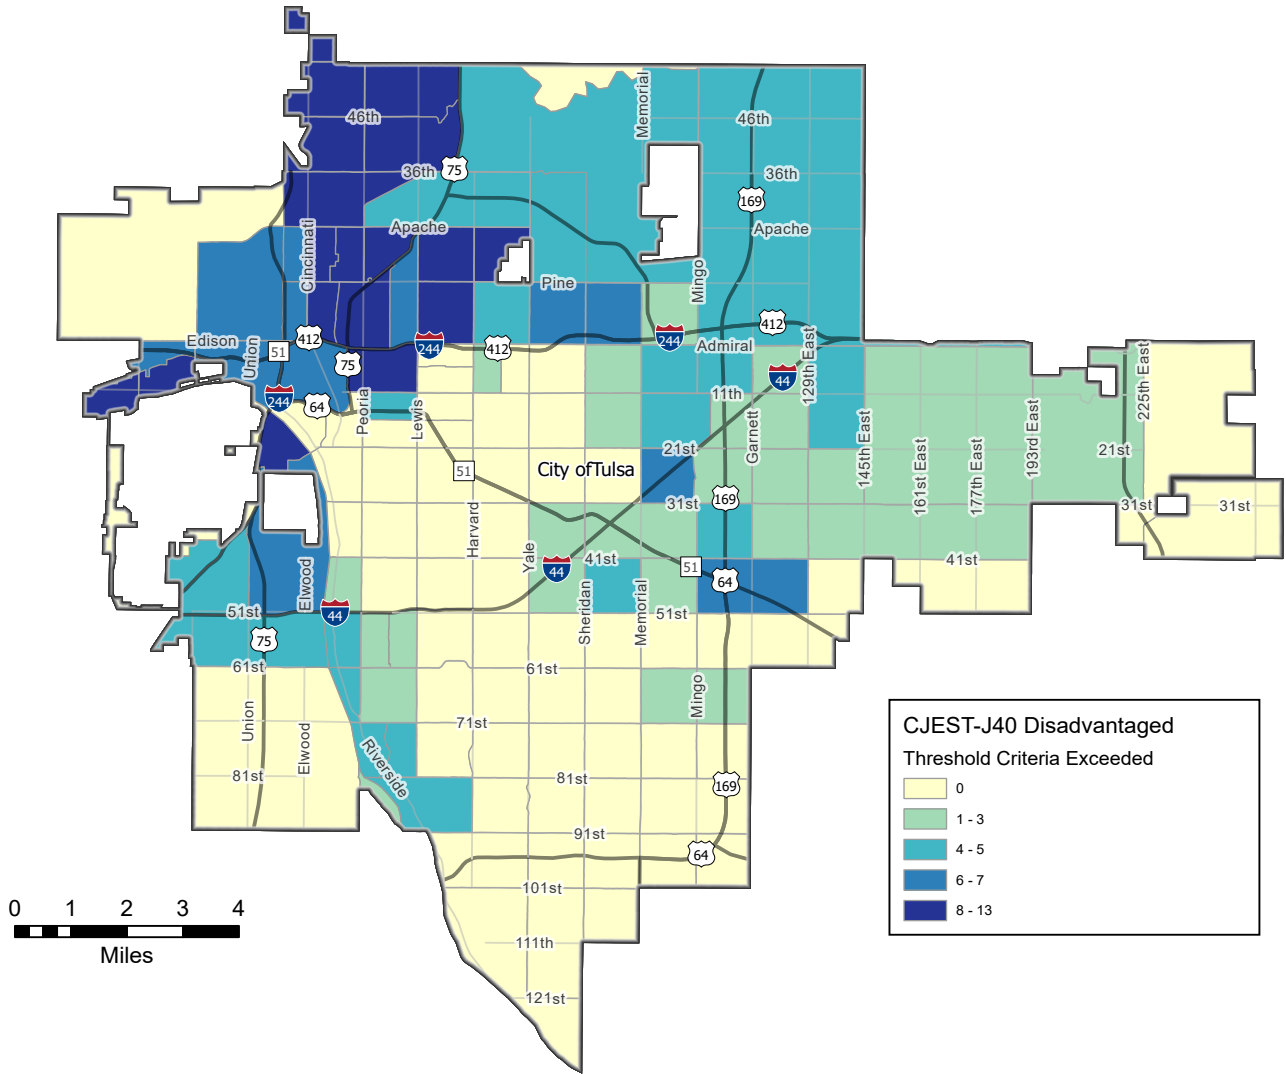 46th
Memorial
46th
36th
75
36th
169
Cincinnati
Apache
Apache
Pine
Mingo
Edison
Union
51
412
75
244
412
244
Admiral
412
129th East
44
225th East
244
64
Peoria
Lewis
11th
Garnett
145th East
161st East
177th East
193rd East
21st
21st
51
City of Tulsa
31st
169
31st
31st
Harvard
Yale
44
41st
51
64
41st
Elwood
51st
44
Sheridan
Memorial
51st
75
61st
61st
Union
Elwood
71st
Mingo
Riverside
81st
81st
169
91st
64
101st
111th
121st
CJEST-J40 Disadvantaged
Threshold Criteria Exceeded
0
1 - 3
4 - 5
6 - 7
8 - 13
0 1 2 3 4
Miles